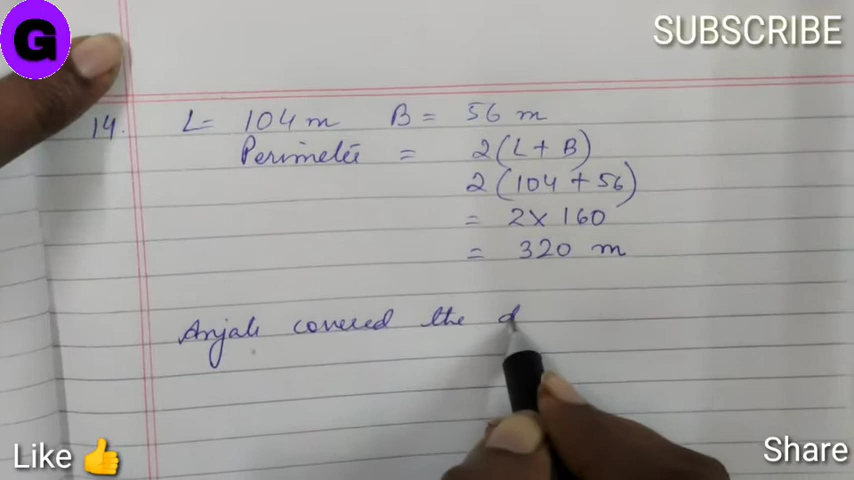 G
SUBSCRIBE
14. L = 104 m B = 56 m
Perimeter = 2(L + B)
2(104 + 56)
= 2 x 160
= 320 m
Anjali covered the d
Like 👍
Share